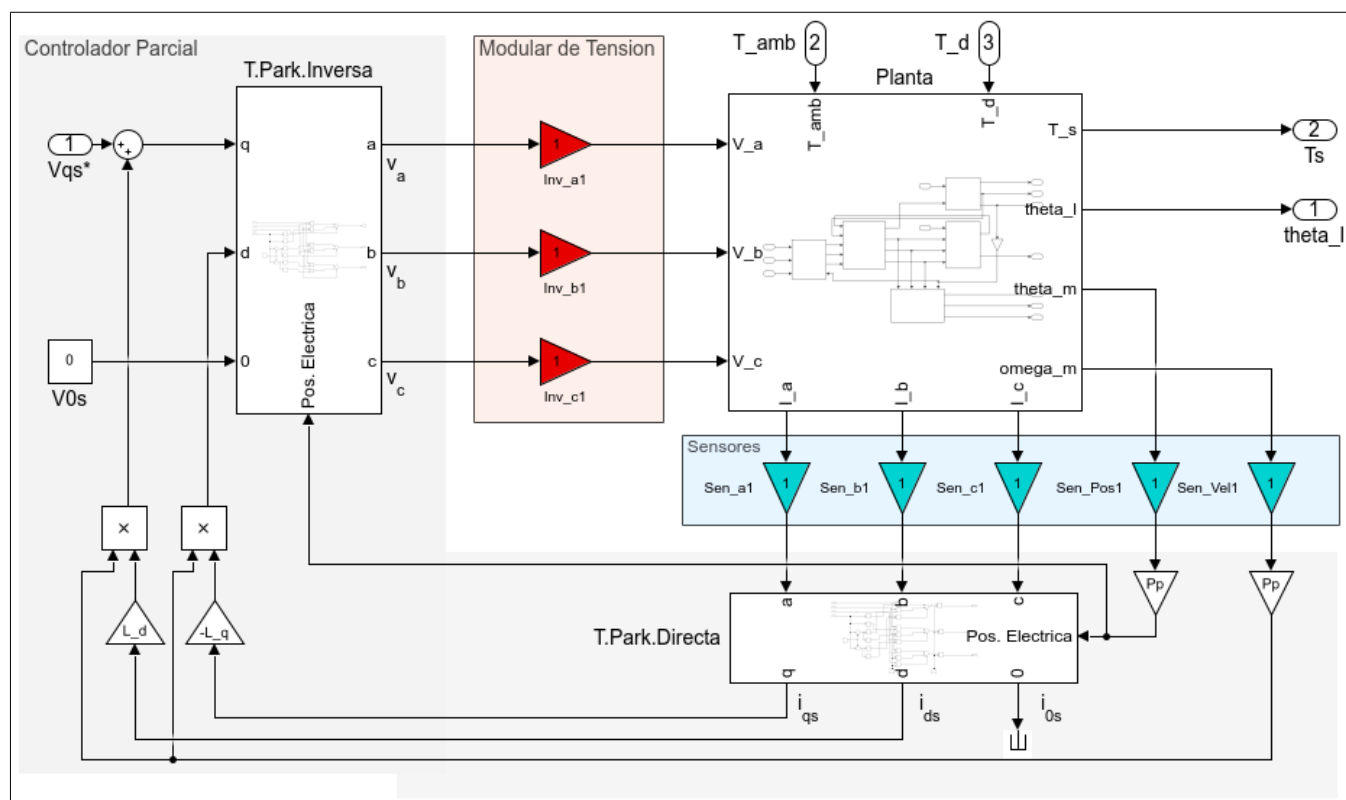 Controlador Parcial
Modular de Tension
T_amb
2
T_d
3
T.Park.Inversa
Planta
T_amb
T_d
1
Vqs*
+
+
q
a
v_a
1
Inv_a1
V_a
T_s
2
Ts
theta_l
1
theta_l
d
b
v_b
1
Inv_b1
V_b
theta_m
0
V0s
0
Pos. Electrica
c
v_c
1
Inv_c1
V_c
omega_m
I_a
I_b
I_c
Sensores
Sen_a1
1
Sen_b1
1
Sen_c1
1
Sen_Pos1
1
Sen_Vel1
1
×
×
L_d
-L_q
Pp
Pp
T.Park.Directa
a
b
c
Pos. Electrica
q
d
0
i_qs
i_ds
i_0s